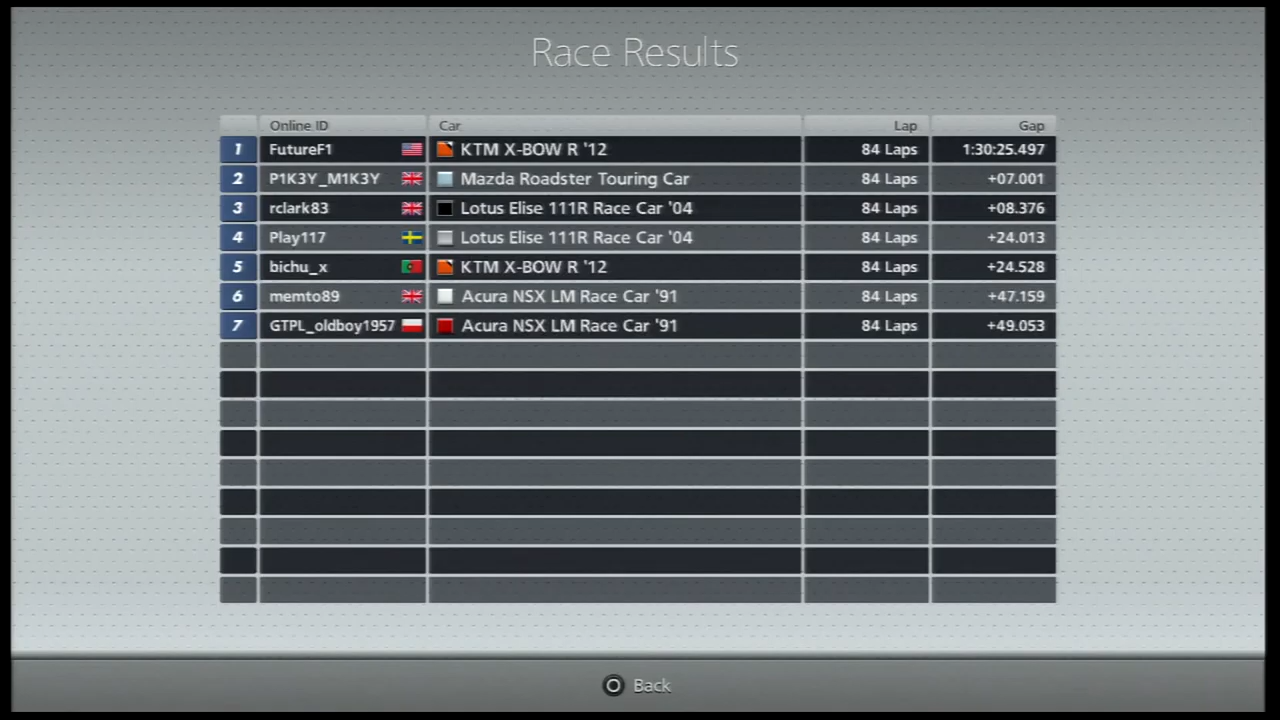 Race Results
Online ID Car Lap Gap
1 FutureF1 KTM X-BOW R '12 84 Laps 1:30:25.497
2 P1K3Y_M1K3Y Mazda Roadster Touring Car 84 Laps +07.001
3 rclark83 Lotus Elise 111R Race Car '04 84 Laps +08.376
4 Play117 Lotus Elise 111R Race Car '04 84 Laps +24.013
5 bichu_x KTM X-BOW R '12 84 Laps +24.528
6 memto89 Acura NSX LM Race Car '91 84 Laps +47.159
7 GTPL_oldboy1957 Acura NSX LM Race Car '91 84 Laps +49.053
Back